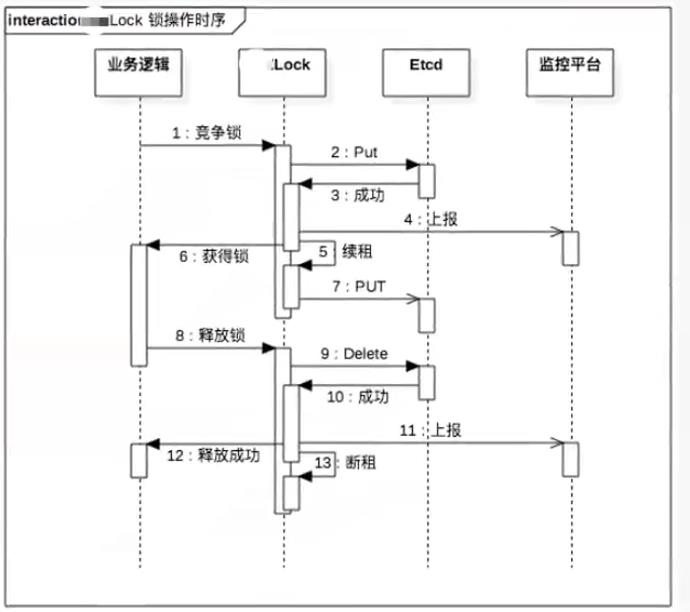 interaction Lock 锁操作时序
业务逻辑
Lock
Etcd
监控平台
1：竞争锁
2：Put
3：成功
4：上报
5：续租
6：获得锁
7：PUT
8：释放锁
9：Delete
10：成功
11：上报
12：释放成功
13：断租